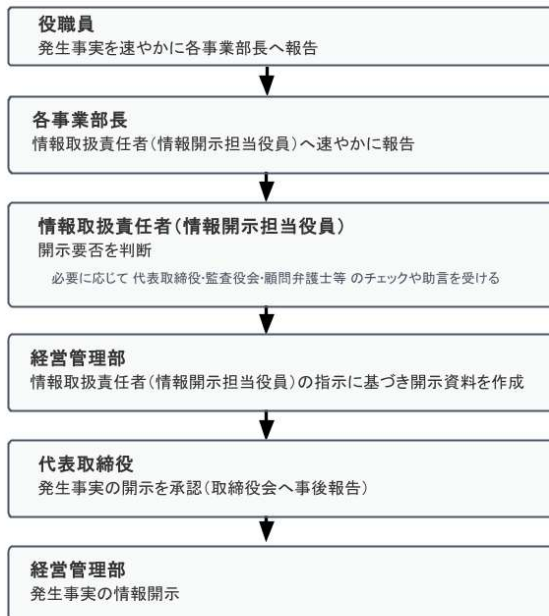 役職員
発生事実を速やかに各事業部長へ報告
各事業部長
情報取扱責任者(情報開示担当役員)へ速やかに報告
情報取扱責任者(情報開示担当役員)
開示要否を判断
必要に応じて 代表取締役・監査役会・顧問弁護士等 のチェックや助言を受ける
経営管理部
情報取扱責任者(情報開示担当役員)の指示に基づき開示資料を作成
代表取締役
発生事実の開示を承認(取締役会へ事後報告)
経営管理部
発生事実の情報開示